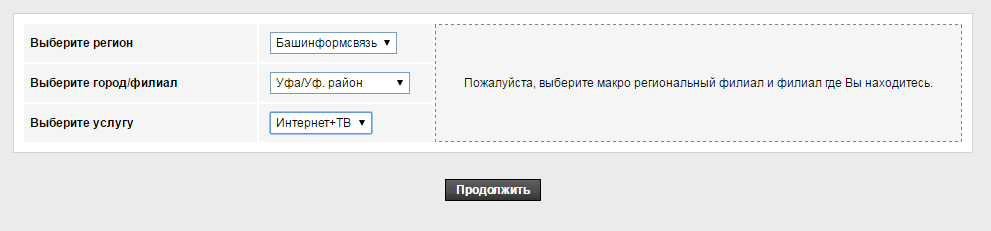 Выберите регион
Башинформсвязь
Выберите город/филиал
Уфа/Уф. район
Пожалуйста, выберите макро региональный филиал и филиал где Вы находитесь.
Выберите услугу
Интернет+ТВ
Продолжить